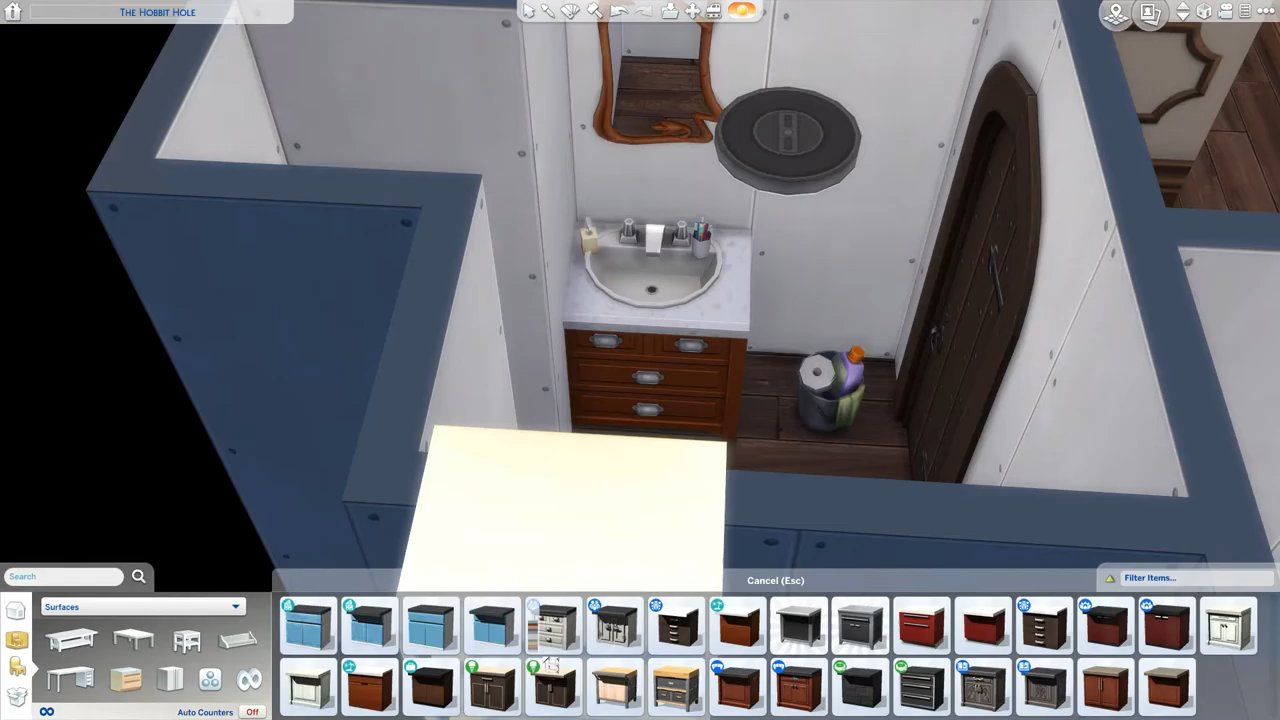 THE HOBBIT HOLE
Cancel (Esc)
Search
Filter Items...
Surfaces
Auto Counters
Off